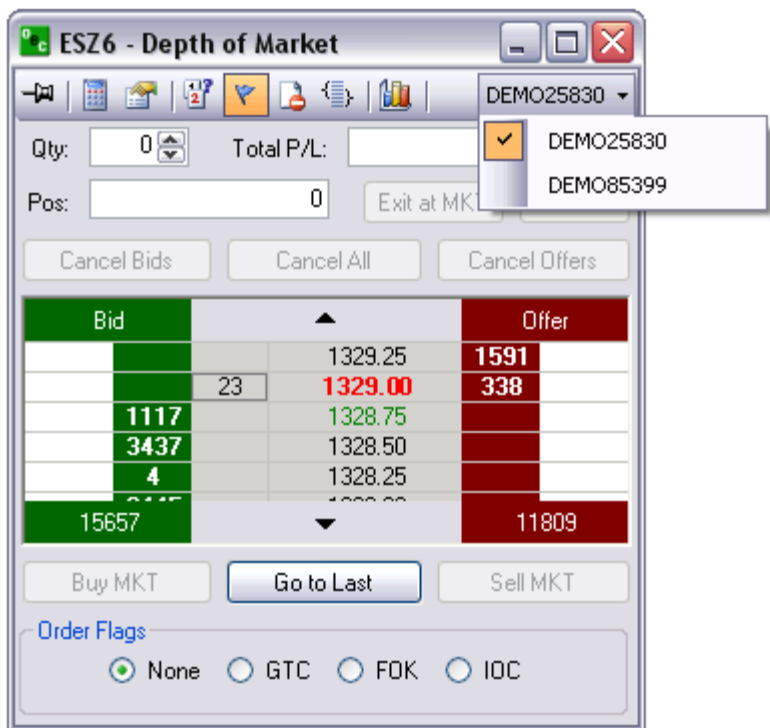 ESZ6 - Depth of Market
DEMO25830
DEMO25830
DEMO85399
Qty: 0 Total P/L:
Pos: 0 Exit at MKT
Cancel Bids Cancel All Cancel Offers
Bid Offer
1329.25 1591
23 1329.00 338
1117 1328.75
3437 1328.50
4 1328.25
15657 11809
Buy MKT Go to Last Sell MKT
Order Flags
None GTC FOK IOC